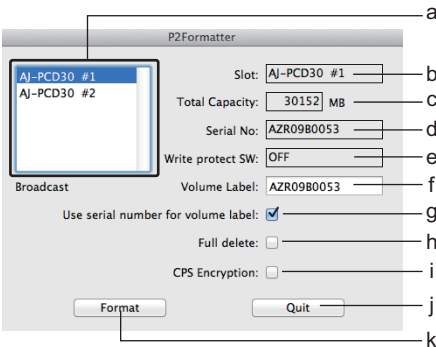 a
P2Formatter
AJ-PCD30 #1
AJ-PCD30 #2
Broadcast
Slot: AJ-PCD30 #1 b
Total Capacity: 30152 MB c
Serial No: AZR09B0053 d
Write protect SW: OFF e
Volume Label: AZR09B0053 f
Use serial number for volume label: g
Full delete: h
CPS Encryption: i
Format Quit j
k